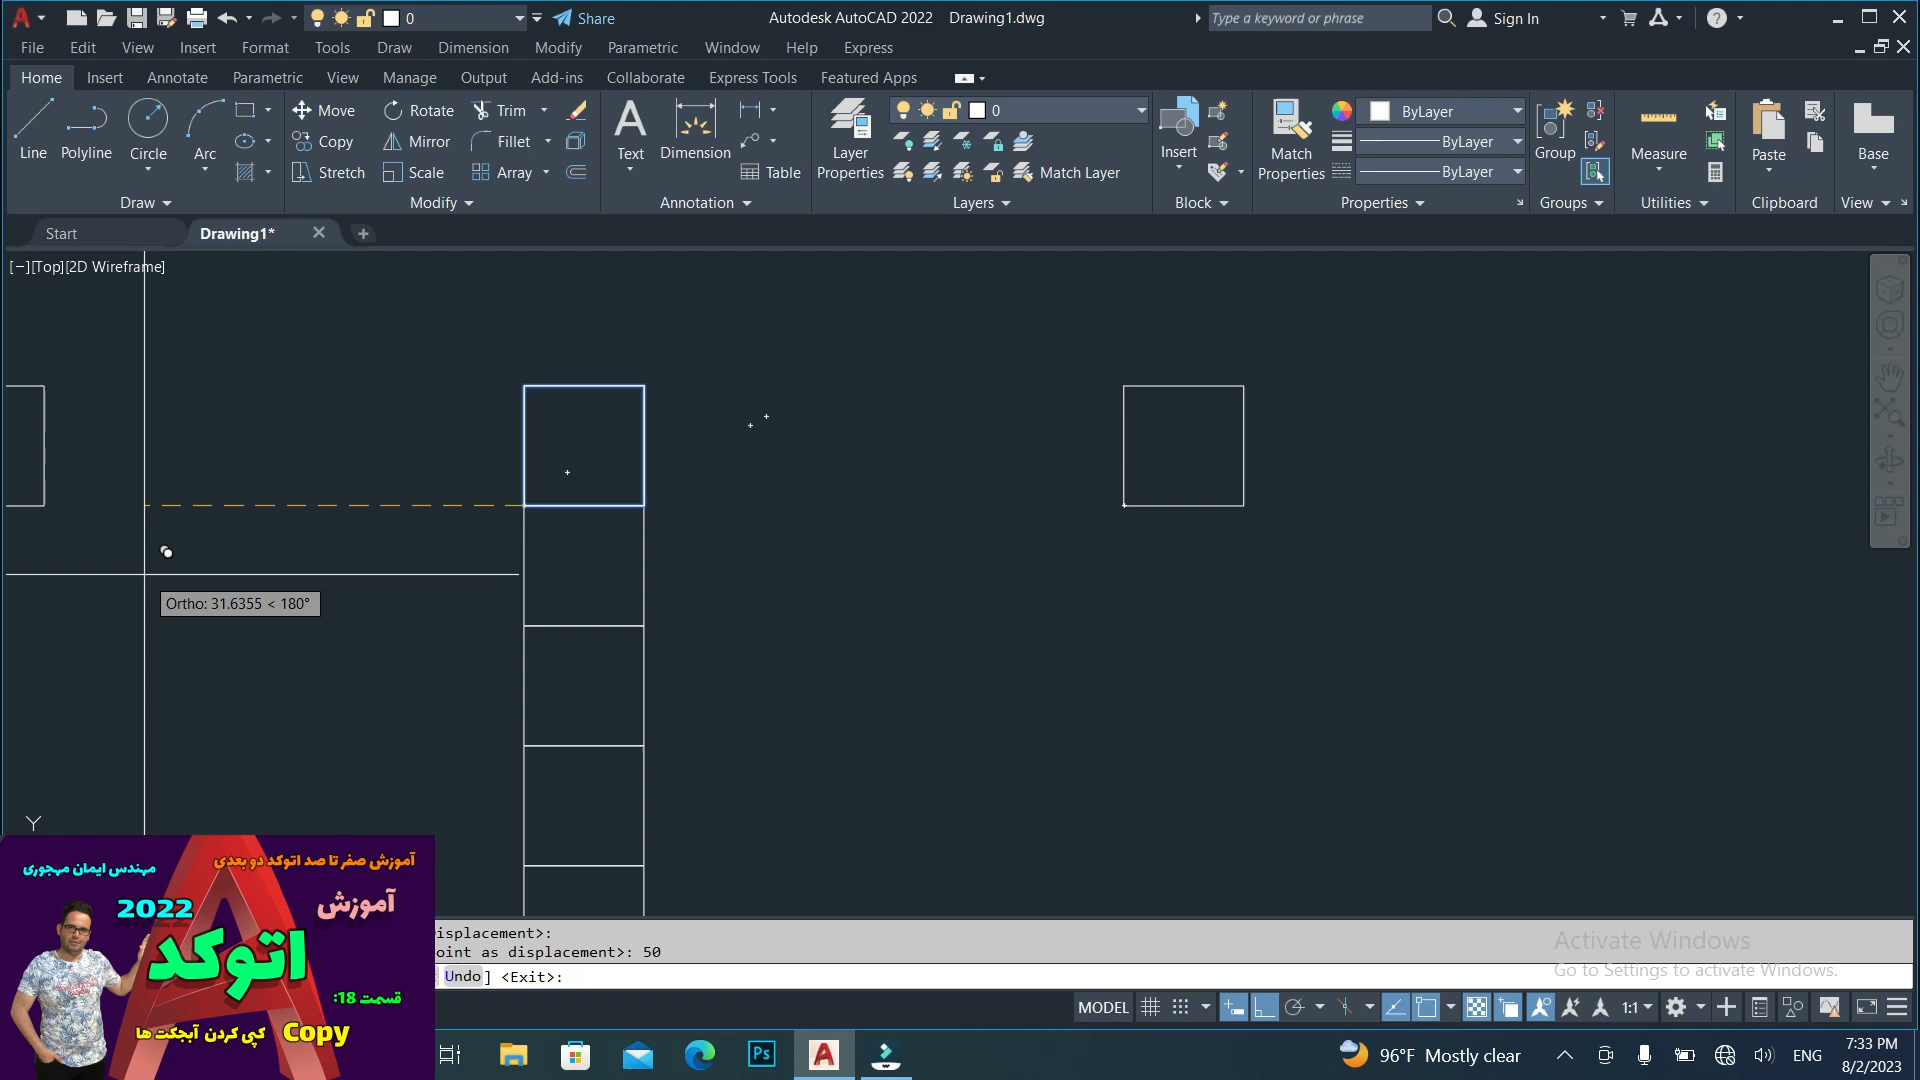 0
Share
Autodesk AutoCAD 2022 Drawing1.dwg
Type a keyword or phrase
Sign In
File Edit View Insert Format Tools Draw Dimension Modify Parametric Window Help Express
Home Insert Annotate Parametric View Manage Output Add-ins Collaborate Express Tools Featured Apps
Line Polyline Circle Arc
Move Rotate Trim
Copy Mirror Fillet
Stretch Scale Array
Text Dimension Table
Layer Properties
0
Match Layer
Insert
Match Properties
ByLayer
ByLayer
ByLayer
Group
Measure
Paste
Base
Draw Modify Annotation Layers Block Properties Groups Utilities Clipboard View
Start Drawing1*
[−][Top][2D Wireframe]
Ortho: 31.6355 < 180°
Y
isplacement>:
oint as displacement>: 50
Undo] <Exit>:
Activate Windows
Go to Settings to activate Windows.
MODEL 1:1
آموزش صفر تا صد اتوکد دو بعدی
مهندس ایمان مهجوری
آموزش
2022
اتوکد
قسمت 18:
Copy کپی کردن آبجکت ها
Ps
A
96°F Mostly clear
ENG
7:33 PM
8/2/2023